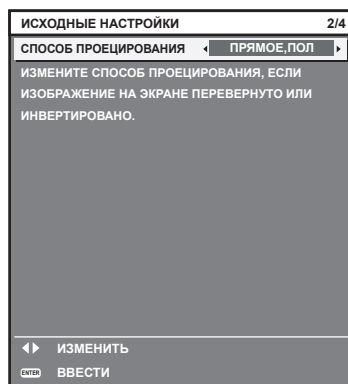 ИСХОДНЫЕ НАСТРОЙКИ 2/4
СПОСОБ ПРОЕЦИРОВАНИЯ ПРЯМОЕ,ПОЛ
ИЗМЕНИТЕ СПОСОБ ПРОЕЦИРОВАНИЯ, ЕСЛИ
ИЗОБРАЖЕНИЕ НА ЭКРАНЕ ПЕРЕВЕРНУТО ИЛИ
ИНВЕРТИРОВАНО.
ИЗМЕНИТЬ
ENTER ВВЕСТИ